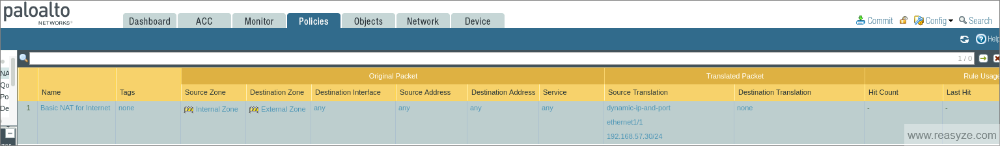 paloalto
NETWORKS®
Dashboard ACC Monitor Policies Objects Network Device
Commit Config Search
Help
1 / 0
NA
Qo
Po
De
Original Packet Translated Packet Rule Usage
Name Tags Source Zone Destination Zone Destination Interface Source Address Destination Address Service Source Translation Destination Translation Hit Count Last Hit
1 Basic NAT for Internet none Internal Zone External Zone any any any any dynamic-ip-and-port none - -
ethernet1/1
192.168.57.30/24
www.reasyze.com